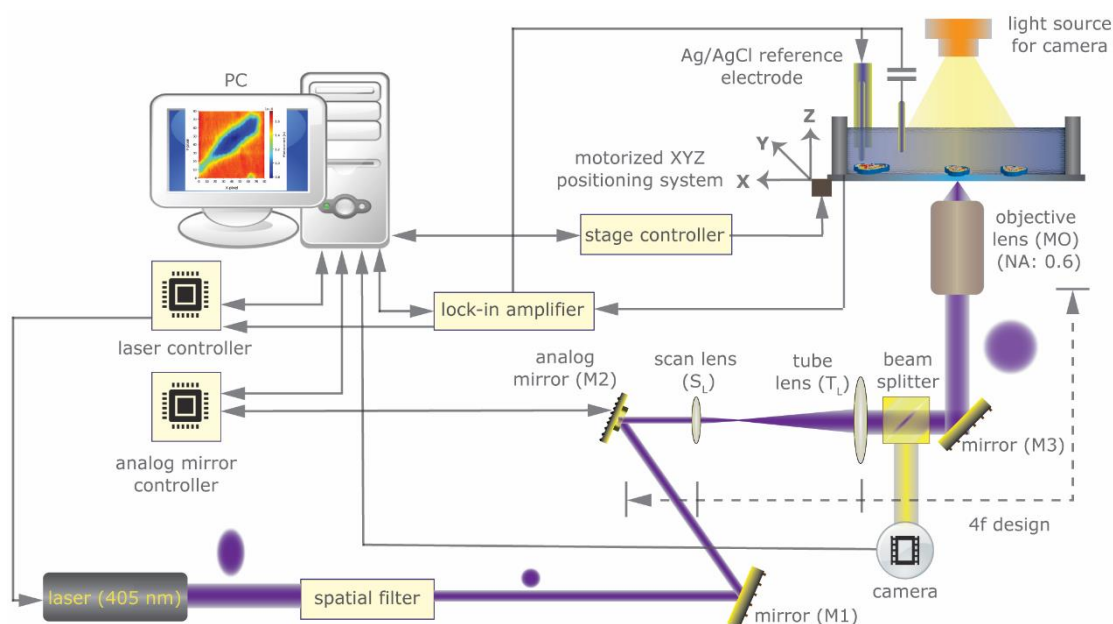 light source
for camera
Ag/AgCl reference
electrode
PC
Z
Y
X
motorized XYZ
positioning system
stage controller
objective
lens (MO)
(NA: 0.6)
lock-in amplifier
laser controller
analog
mirror (M2)
scan lens
(S_L)
tube
lens (T_L)
beam
splitter
mirror (M3)
analog mirror
controller
4f design
laser (405 nm)
spatial filter
mirror (M1)
camera